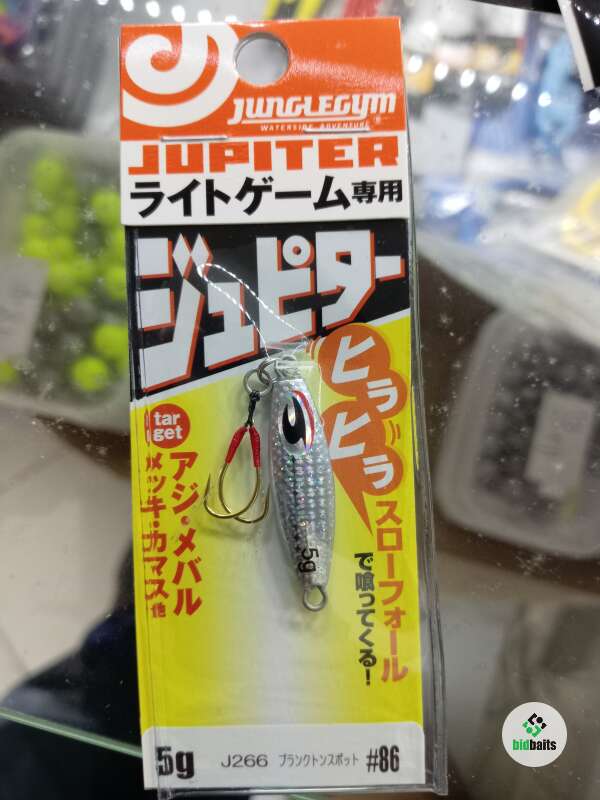 JUNGLEGYM
WATERSIDE ADVENTURE
JUPITER
ライトゲーム専用
ジュピター
ヒラヒラ
スローフォール
で喰ってくる!
target
アジ・メバル
メッキ・カマス他
5g
5g J266 プランクトンスポット #86
bidbaits